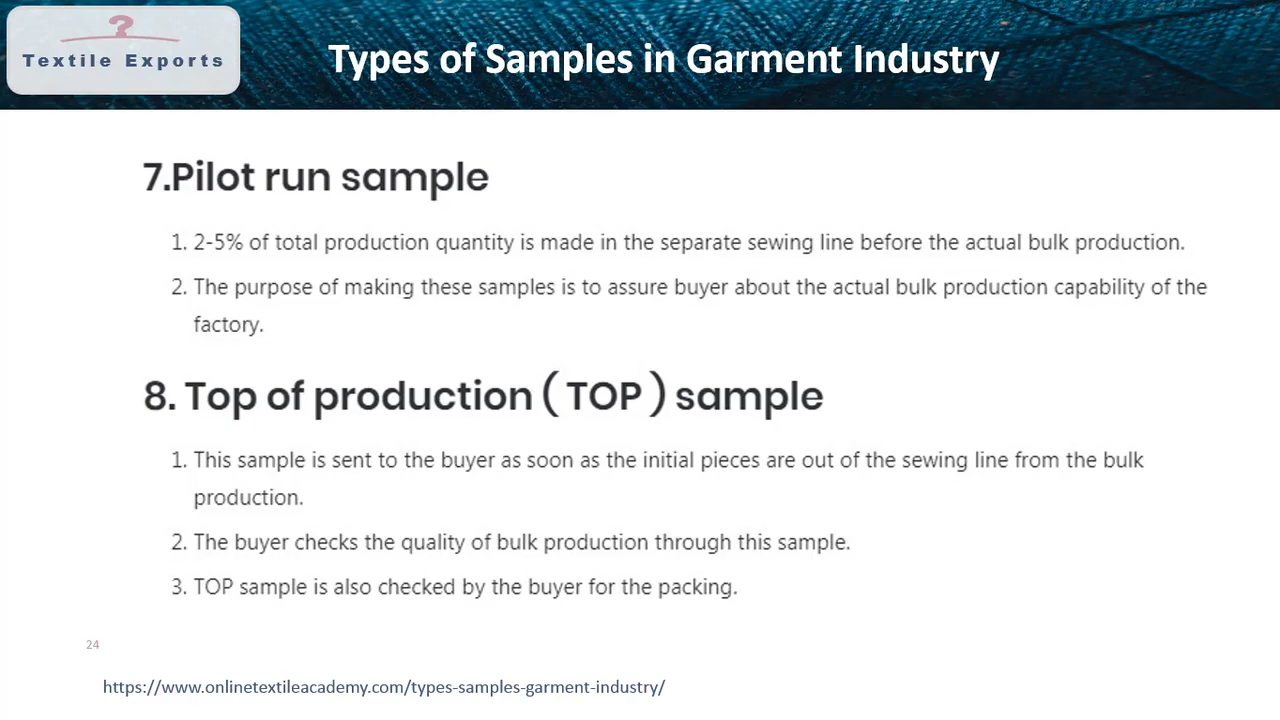 Textile Exports
Types of Samples in Garment Industry
7.Pilot run sample
1. 2-5% of total production quantity is made in the separate sewing line before the actual bulk production.
2. The purpose of making these samples is to assure buyer about the actual bulk production capability of the
factory.
8. Top of production ( TOP ) sample
1. This sample is sent to the buyer as soon as the initial pieces are out of the sewing line from the bulk
production.
2. The buyer checks the quality of bulk production through this sample.
3. TOP sample is also checked by the buyer for the packing.
24
https://www.onlinetextileacademy.com/types-samples-garment-industry/